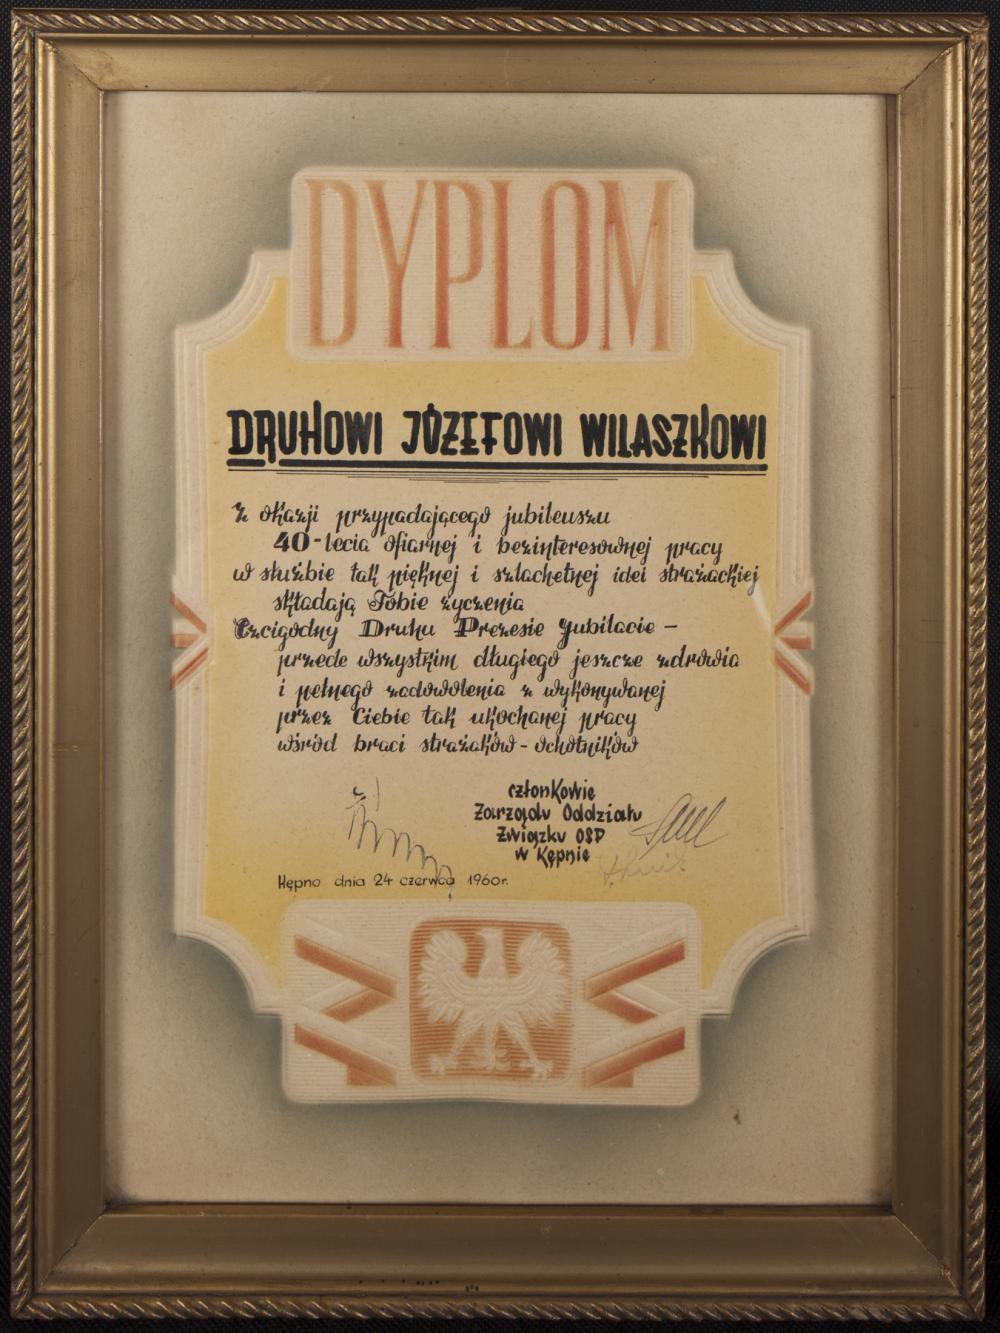 DYPLOM
DRUHOWI JÓZEFOWI WILASZKOWI
Z okazji przypadającego jubileuszu
40-lecia ofiarnej i bezinteresownej pracy
w służbie tak pięknej i szlachetnej idei strażackiej
składają Tobie życzenia
Czcigodny Druhu Prezesie Jubilacie -
przede wszystkim długiego jeszcze zdrowia
i pełnego zadowolenia z wykonywanej
przez Ciebie tak ukochanej pracy
wśród braci strażaków - ochotników
członkowie
Zarządu Oddziału
Związku OSP
w Kępnie
Kępno dnia 24 czerwca 1960r.